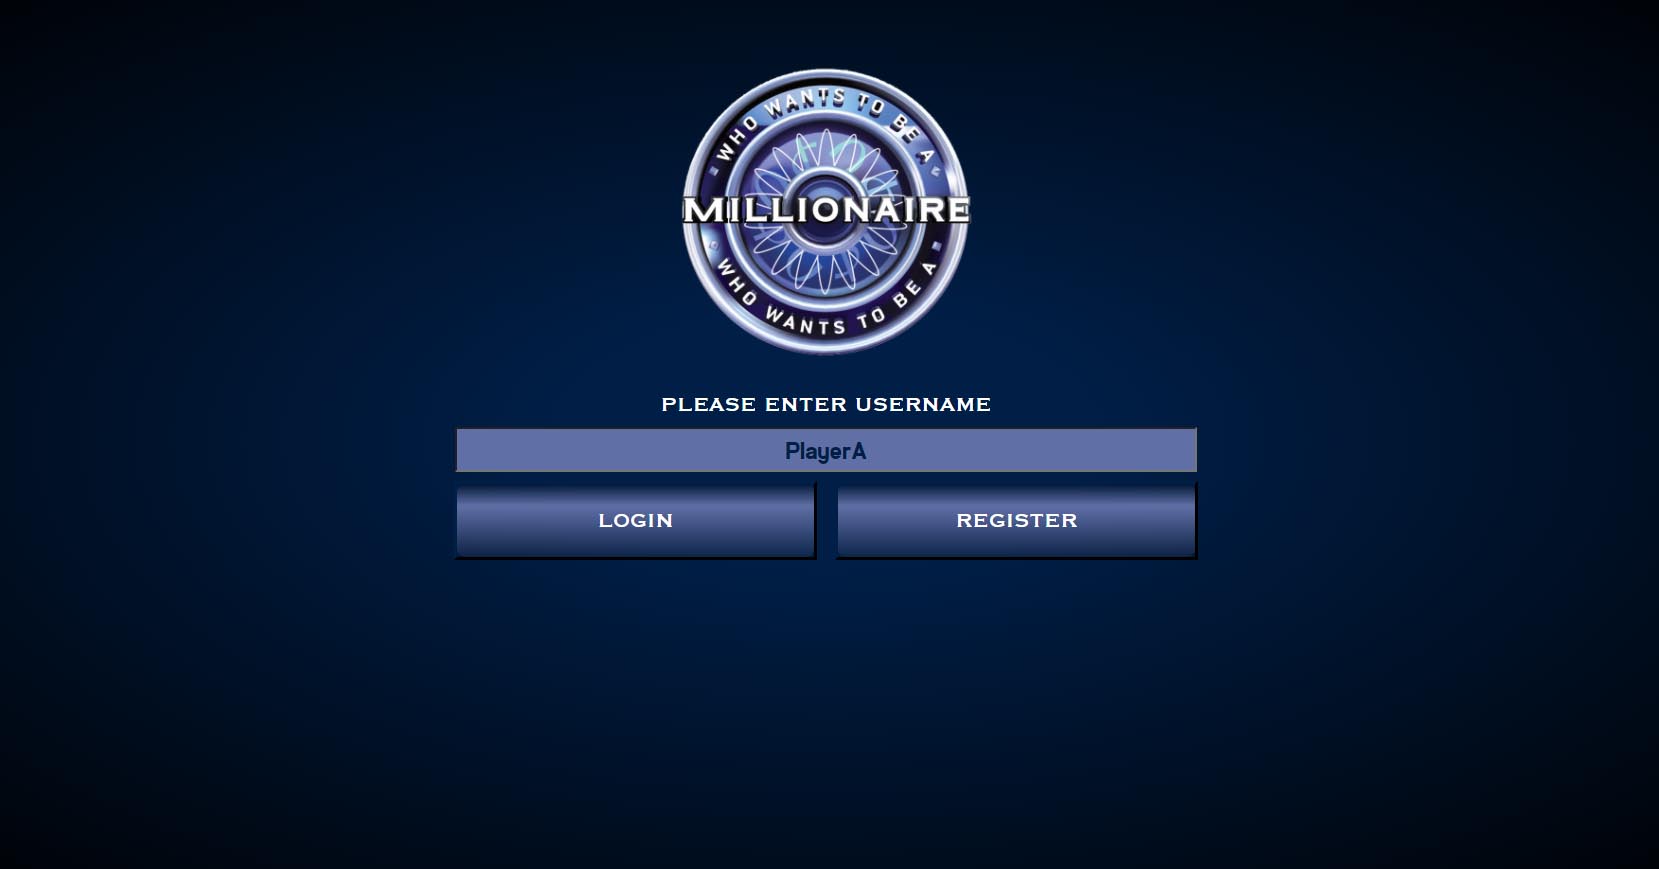 WHO WANTS TO BE A
MILLIONAIRE
WHO WANTS TO BE A
PLEASE ENTER USERNAME
PlayerA
LOGIN
REGISTER